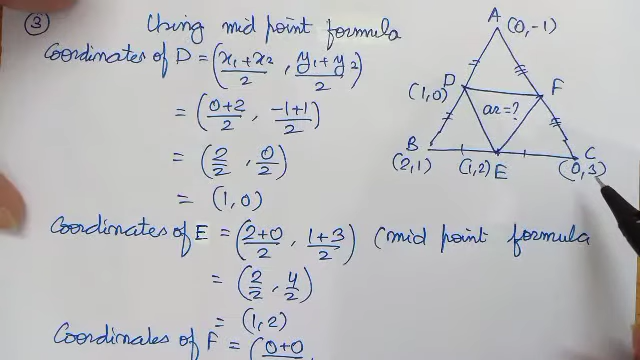 ③ Using mid point formula
Coordinates of D = (x₁+x₂/2 , y₁+y₂/2)
= (0+2/2 , -1+1/2)
= (2/2 , 0/2)
= (1,0)
Coordinates of E = (2+0/2 , 1+3/2) (mid point formula
= (2/2 , 4/2)
= (1,2)
Coordinates of F = (0+0
A (0,-1)
D
(1,0)
F
ar=?
B
(2,1)
(1,2) E
C
(0,3)